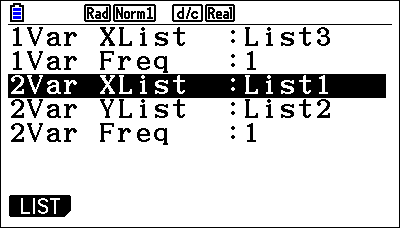 Rad Norm1 d/c Real
1Var XList :List3
1Var Freq :1
2Var XList :List1
2Var YList :List2
2Var Freq :1
LIST